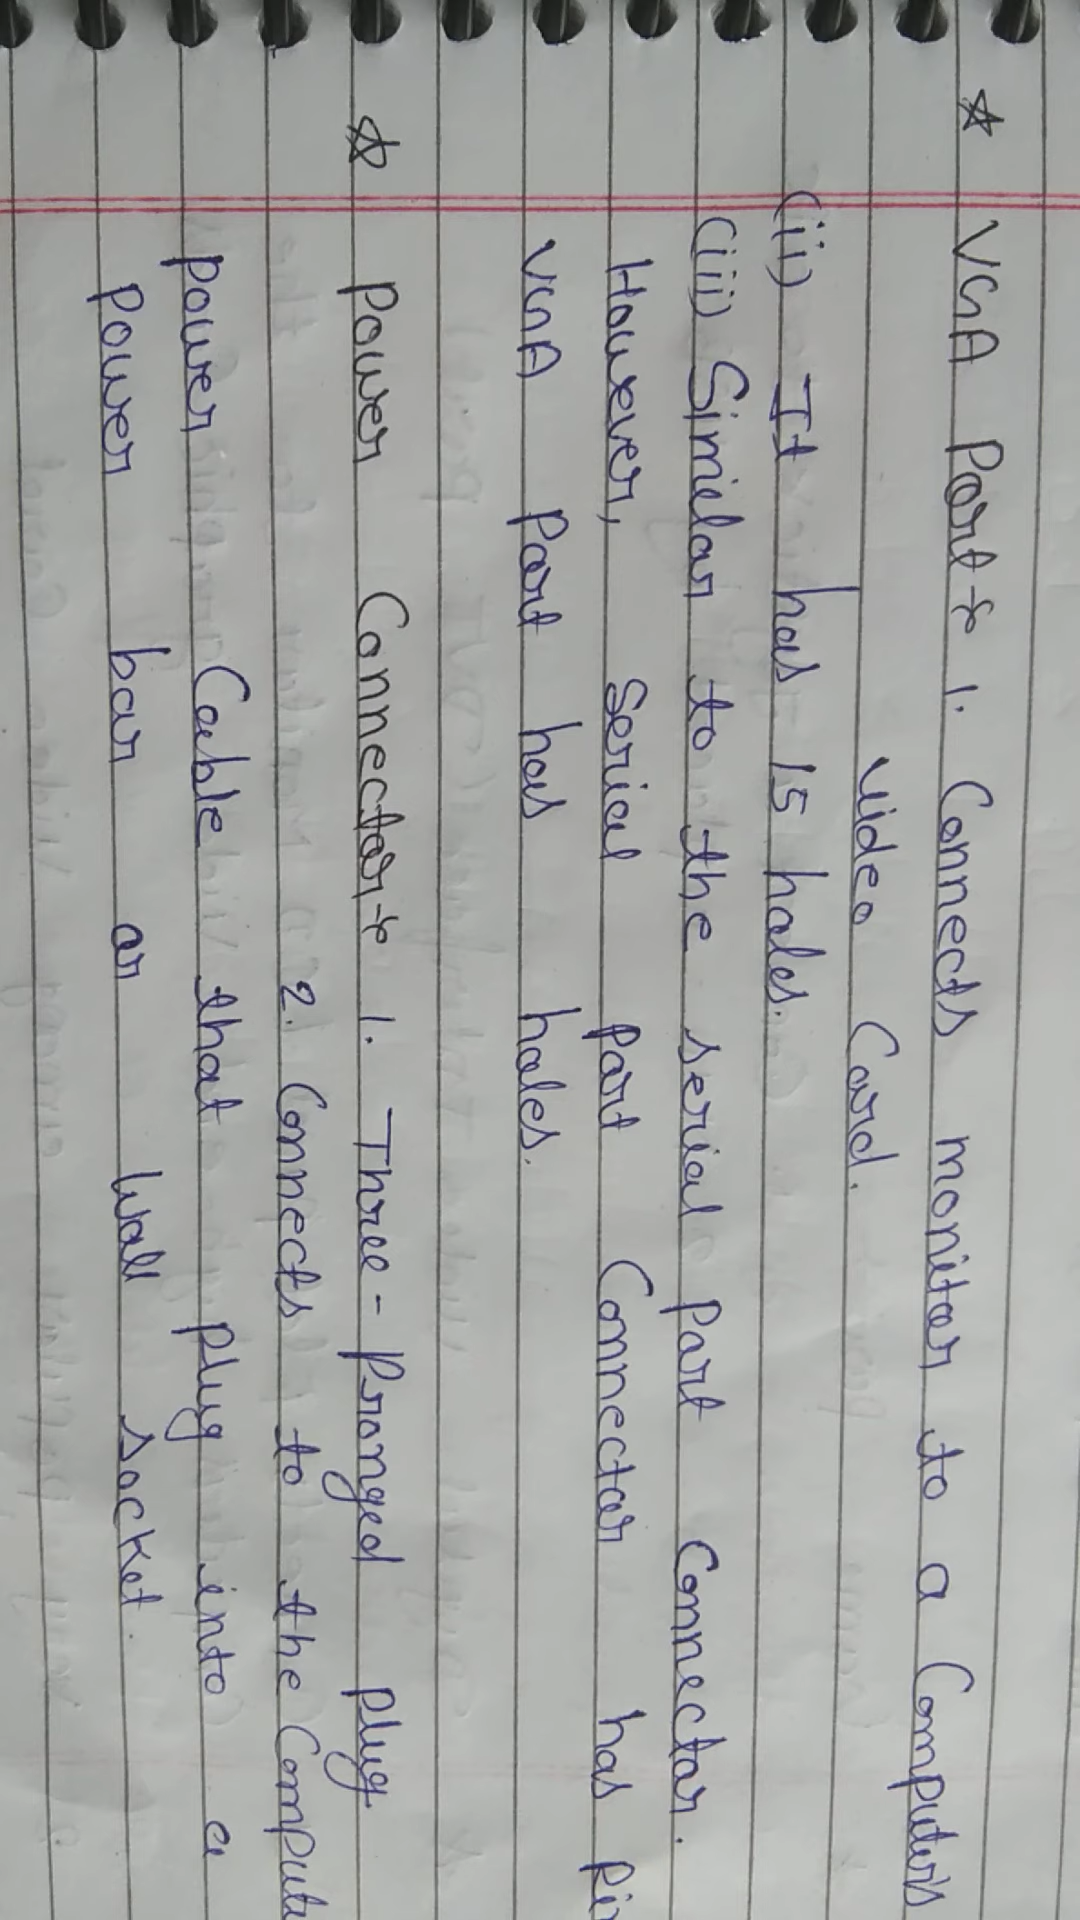 ☆ VGA Port :- 1. Connects monitor to a Computer's
video Card.
(ii) It has 15 holes.
(iii) Similar to the serial port connector.
However, serial port connector has
VGA port has holes.
☆ Power Connector :- 1. Three-pronged plug
2. Connects to the
power Cable that plug into a
power bar or wall socket.